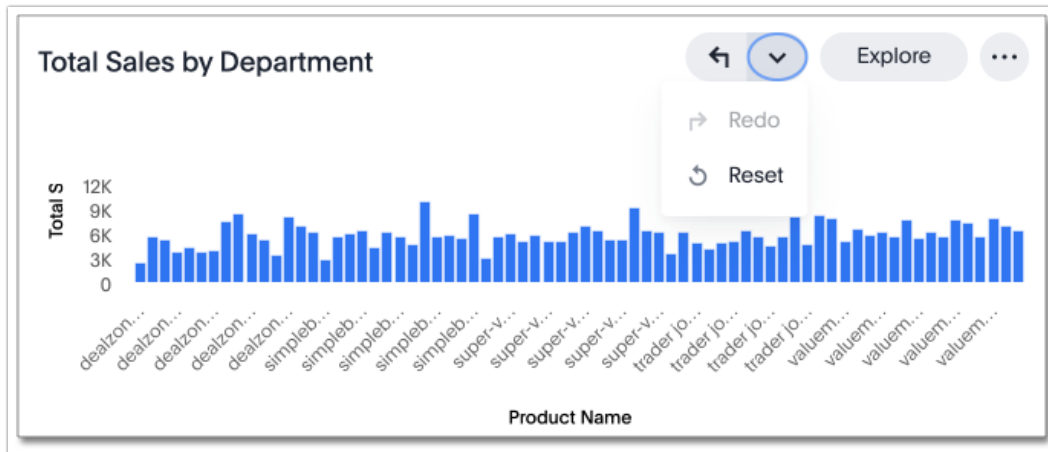 Total Sales by Department
Explore
Redo
Reset
Total $
12K
9K
6K
3K
0
dealzon...
dealzon...
dealzon...
dealzon...
dealzon...
simpleb...
simpleb...
simpleb...
simpleb...
simpleb...
super-v...
super-v...
super-v...
super-v...
super-v...
trader jo...
trader jo...
trader jo...
trader jo...
valuem...
valuem...
valuem...
valuem...
valuem...
Product Name